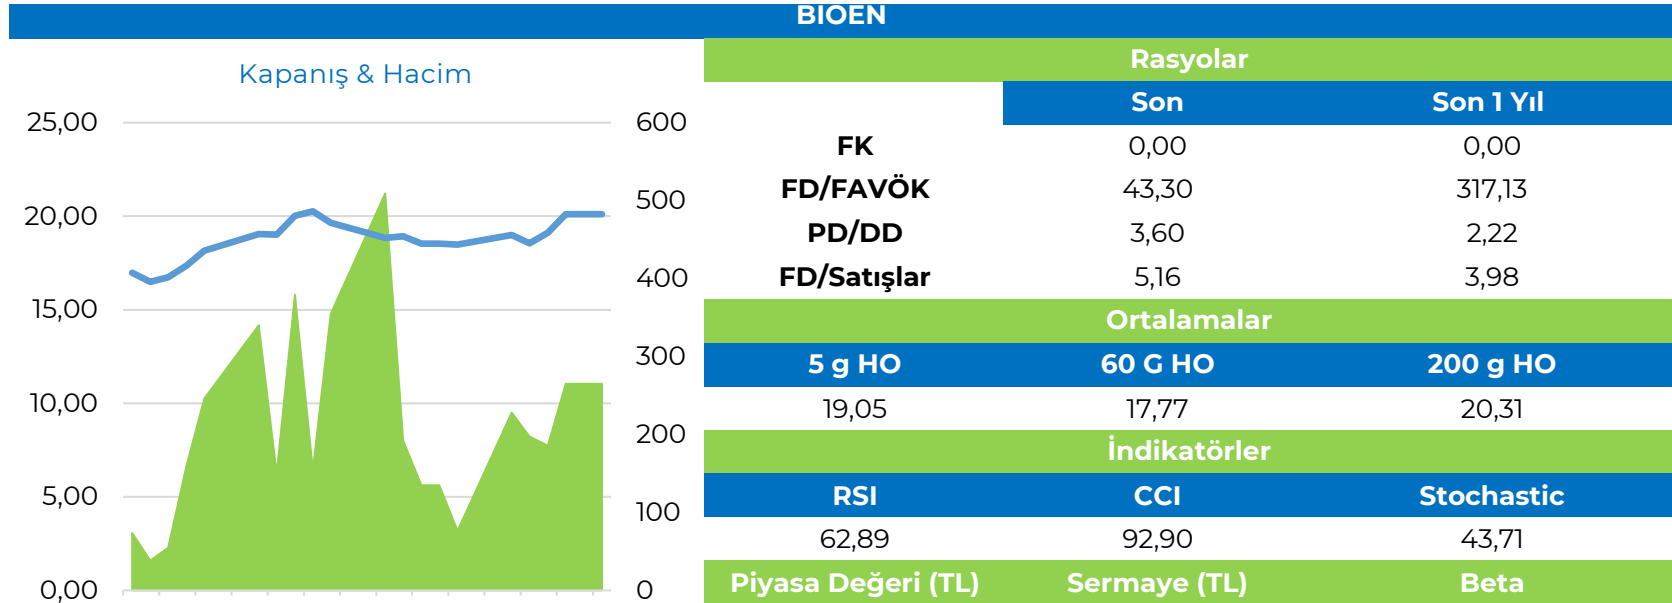 BIOEN
Kapanış & Hacim
25,00
20,00
15,00
10,00
5,00
0,00
600
500
400
300
200
100
0
Rasyolar
Son Son 1 Yıl
FK 0,00 0,00
FD/FAVÖK 43,30 317,13
PD/DD 3,60 2,22
FD/Satışlar 5,16 3,98
Ortalamalar
5 g HO 60 G HO 200 g HO
19,05 17,77 20,31
İndikatörler
RSI CCI Stochastic
62,89 92,90 43,71
Piyasa Değeri (TL) Sermaye (TL) Beta